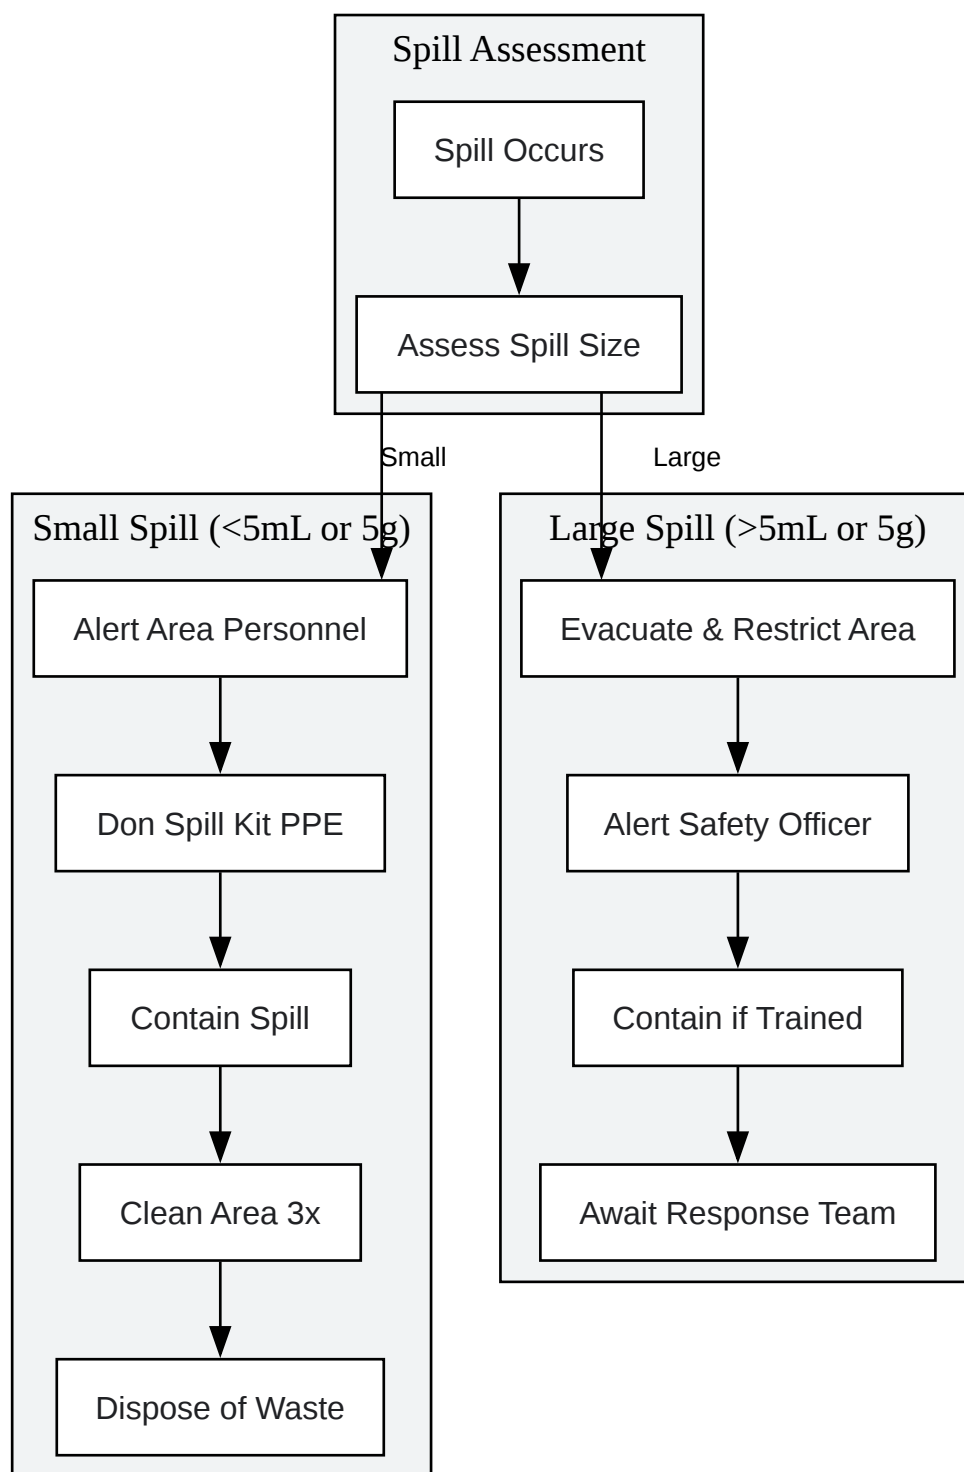 Spill Assessment
Spill Occurs
Assess Spill Size
Small
Large
Small Spill (<5mL or 5g)
Alert Area Personnel
Don Spill Kit PPE
Contain Spill
Clean Area 3x
Dispose of Waste
Large Spill (>5mL or 5g)
Evacuate & Restrict Area
Alert Safety Officer
Contain if Trained
Await Response Team